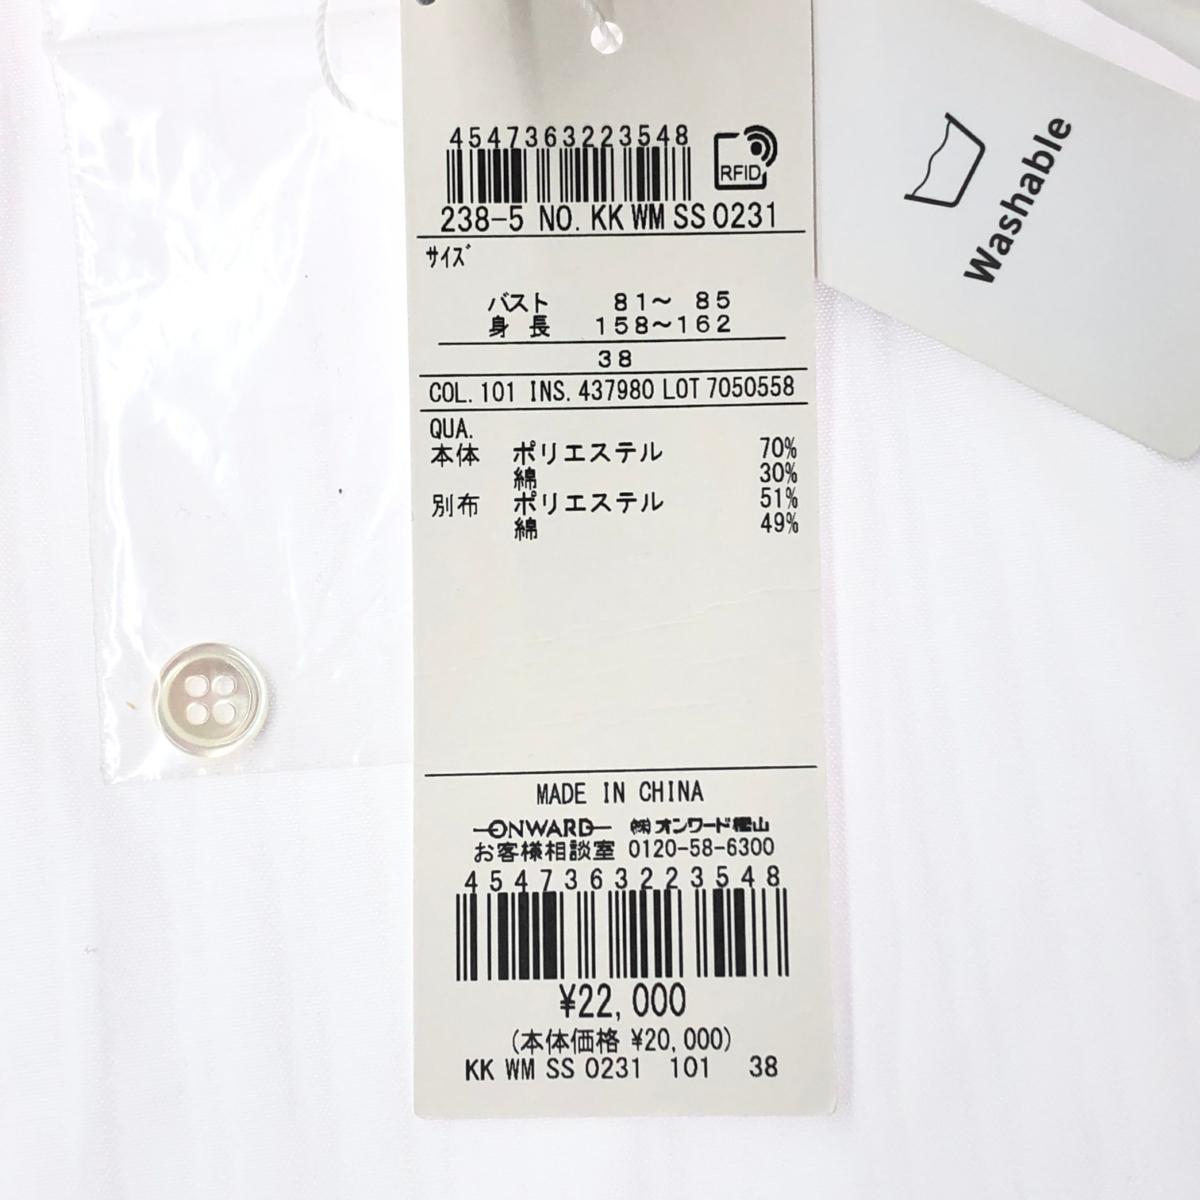 4547363223548
RFID
238-5 NO. KK WM SS 0231
サイズ
バスト 81〜 85
身長 158〜162
38
COL. 101 INS. 437980 LOT 7050558
QUA.
本体 ポリエステル 70%
綿 30%
別布 ポリエステル 51%
綿 49%
MADE IN CHINA
ONWARD ㈱オンワード樫山
お客様相談室 0120-58-6300
4547363223548
¥22,000
(本体価格 ¥20,000)
KK WM SS 0231 101 38
Washable